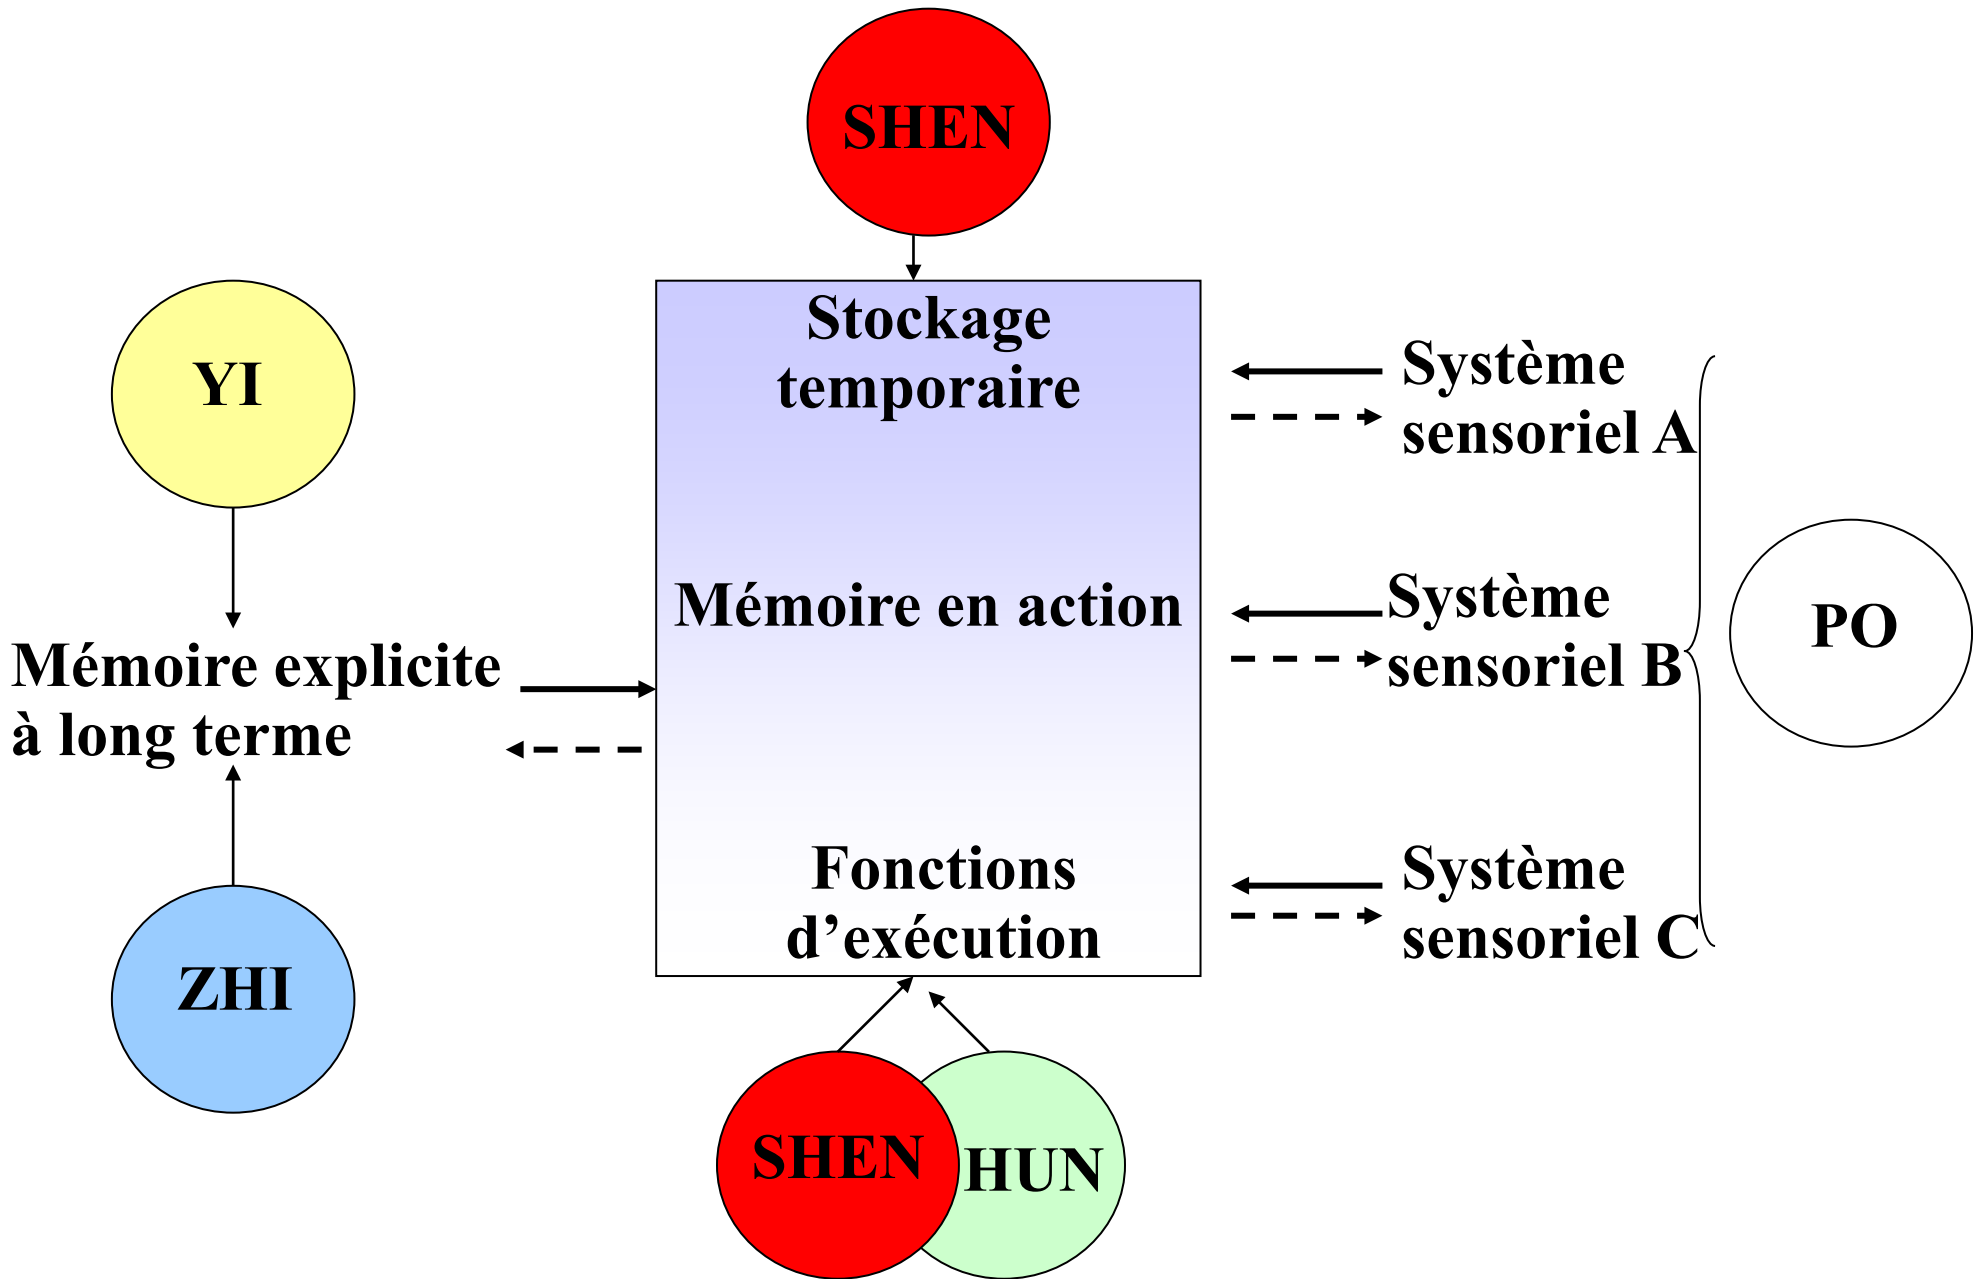 SHEN
YI
Stockage
temporaire
Système
sensoriel A
Mémoire en action
Système
sensoriel B
PO
Mémoire explicite
à long terme
Fonctions
d’exécution
Système
sensoriel C
ZHI
SHEN
HUN